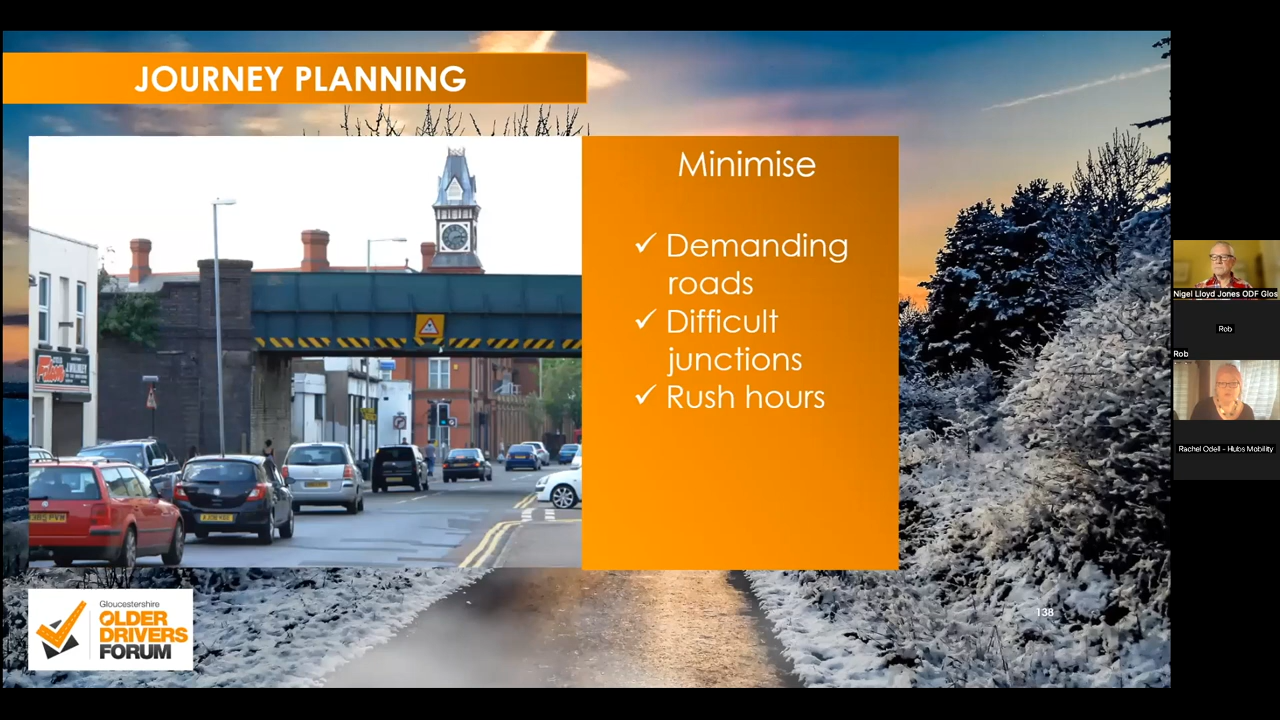 JOURNEY PLANNING
Minimise
✓ Demanding
roads
✓ Difficult
junctions
✓ Rush hours
138
Gloucestershire
OLDER
DRIVERS
FORUM
Nigel Lloyd Jones ODF Glos
Rob
Rob
Rachel Odell - Hubs Mobility